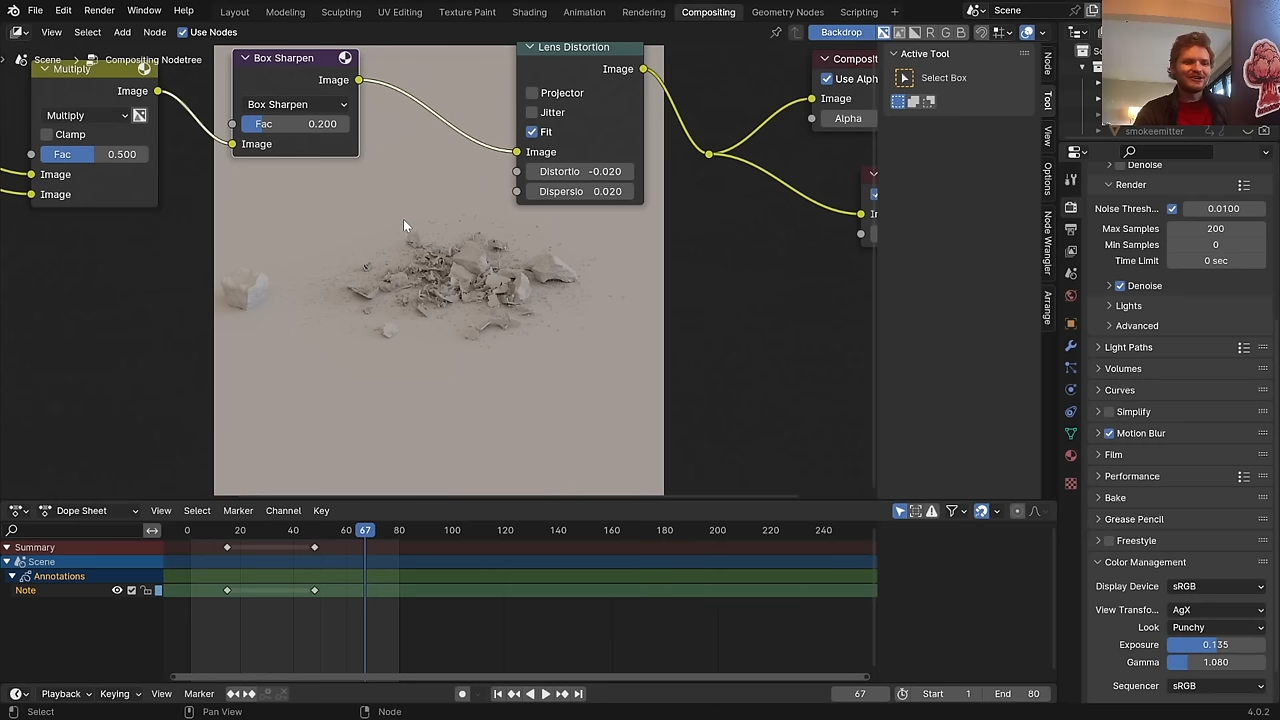 File Edit Render Window Help Layout Modeling Sculpting UV Editing Texture Paint Shading Animation Rendering Compositing Geometry Nodes Scripting + Scene
View Select Add Node Use Nodes Backdrop R G B
Scene Compositing Nodetree
Multiply
Image
Multiply
Clamp
Fac 0.500
Image
Image
Box Sharpen
Image
Box Sharpen
Fac 0.200
Image
Lens Distortion
Image
Projector
Jitter
Fit
Image
Distortio -0.020
Dispersio 0.020
Composit
Use Alph
Image
Alpha
Active Tool
Select Box
Node
Tool
View
Options
Node Wrangler
Arrange
smokeemitter
Denoise
Render
Noise Thresh... 0.0100
Max Samples 200
Min Samples 0
Time Limit 0 sec
Denoise
Lights
Advanced
Light Paths
Volumes
Curves
Simplify
Motion Blur
Film
Performance
Bake
Grease Pencil
Freestyle
Color Management
Display Device sRGB
View Transfo... AgX
Look Punchy
Exposure 0.135
Gamma 1.080
Sequencer sRGB
Dope Sheet View Select Marker Channel Key
0 20 40 60 67 80 100 120 140 160 180 200 220 240
Summary
Scene
Annotations
Note
Playback Keying View Marker 67 Start 1 End 80
Select Pan View Node 4.0.2